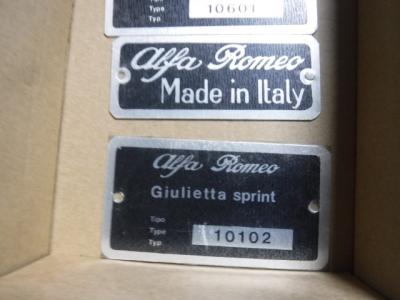 Type 10601
Typ
Alfa Romeo
Made in Italy
Alfa Romeo
Giulietta sprint
Tipo
Type 10102
Typ